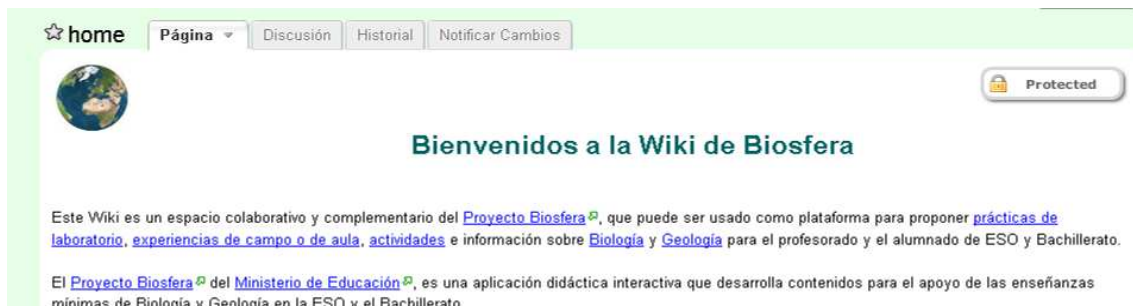 home Página Discusión Historial Notificar Cambios
Protected
Bienvenidos a la Wiki de Biosfera
Este Wiki es un espacio colaborativo y complementario del Proyecto Biosfera, que puede ser usado como plataforma para proponer prácticas de
laboratorio, experiencias de campo o de aula, actividades e información sobre Biología y Geología para el profesorado y el alumnado de ESO y Bachillerato.
El Proyecto Biosfera del Ministerio de Educación, es una aplicación didáctica interactiva que desarrolla contenidos para el apoyo de las enseñanzas
mínimas de Biología y Geología en la ESO y el Bachillerato